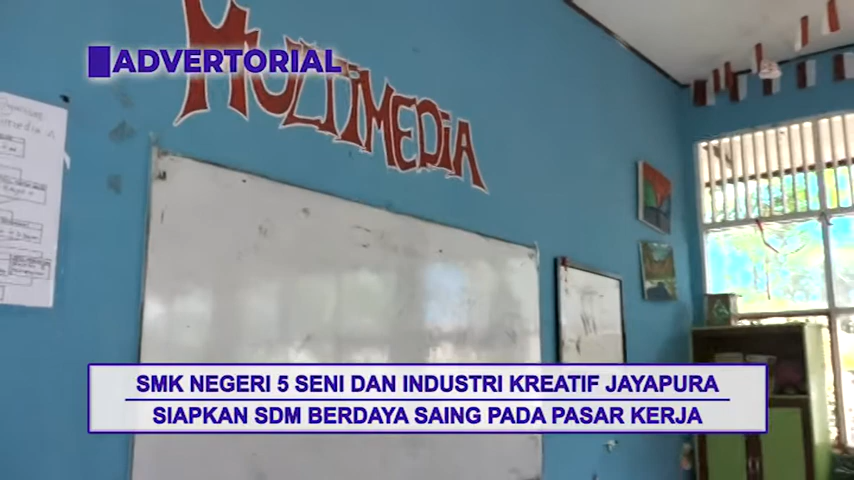 ADVERTORIAL
MULTIMEDIA
SMK NEGERI 5 SENI DAN INDUSTRI KREATIF JAYAPURA
SIAPKAN SDM BERDAYA SAING PADA PASAR KERJA